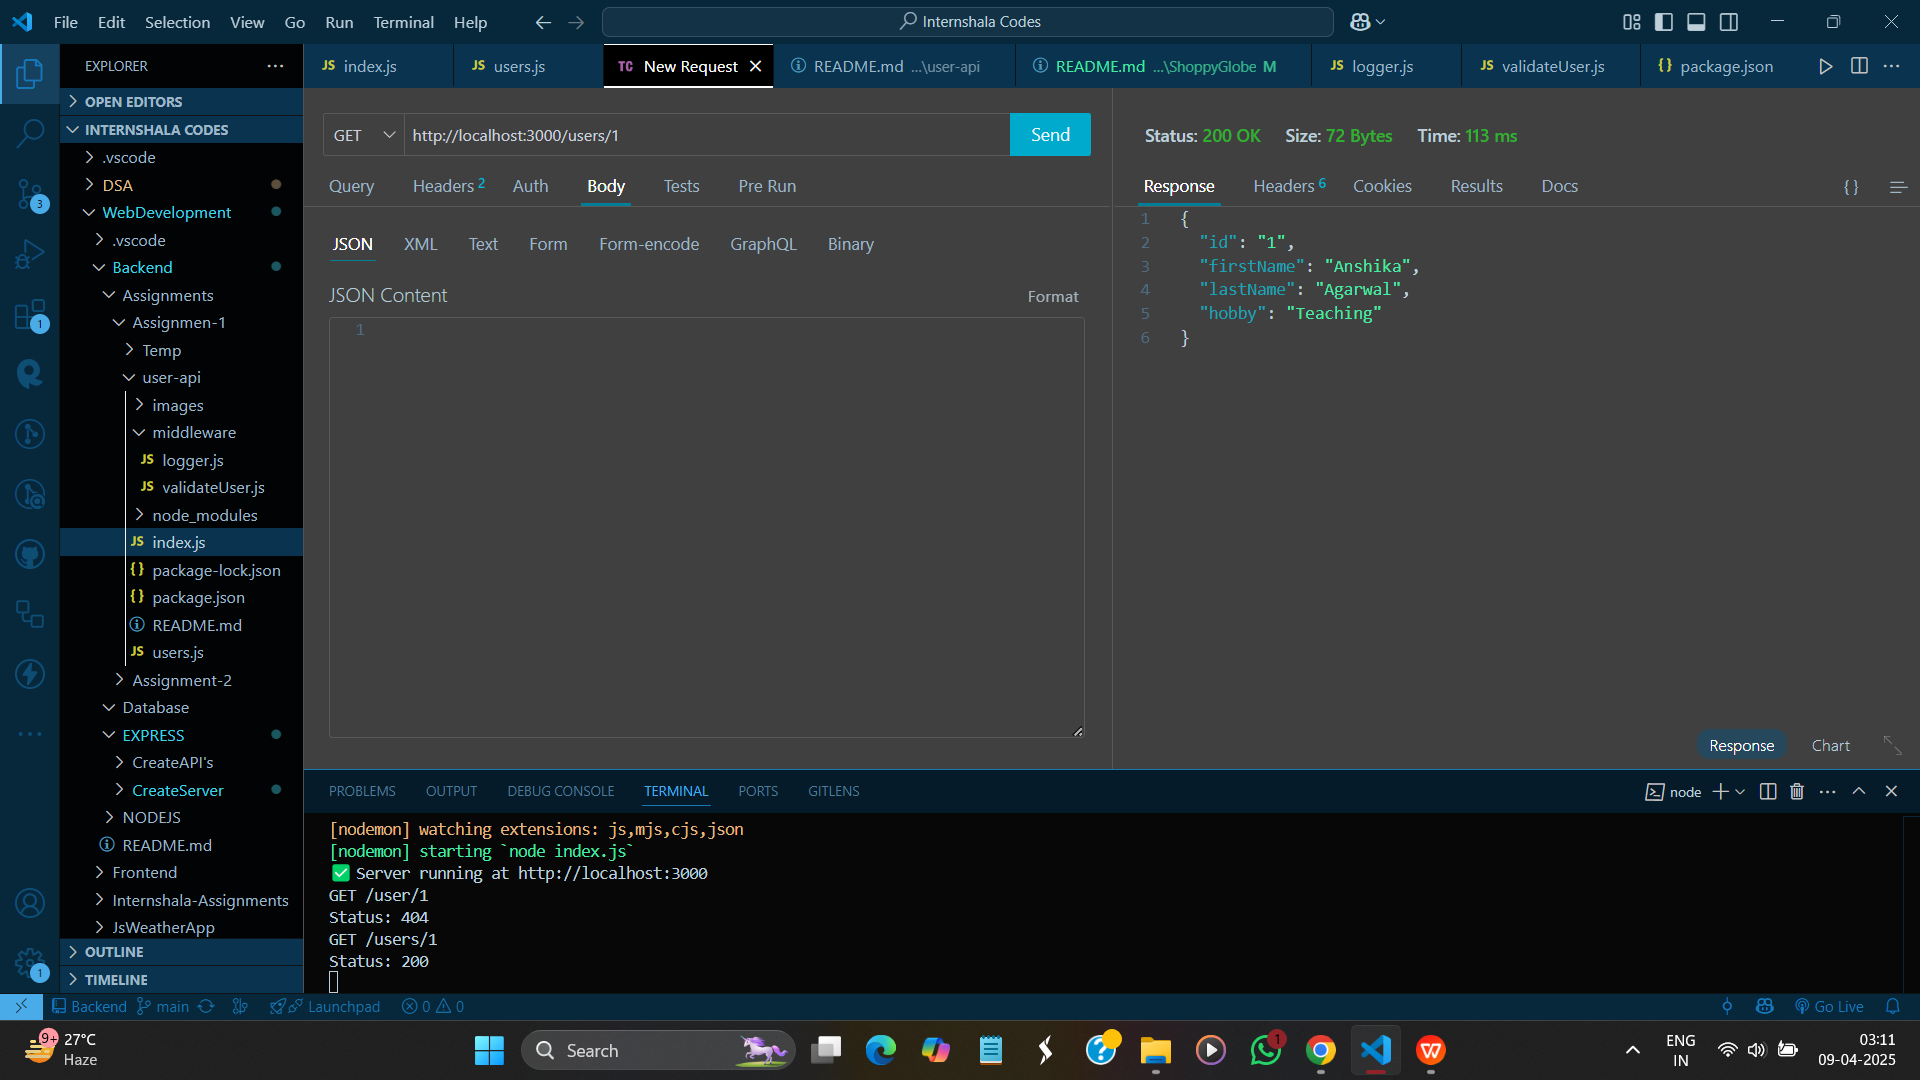 File Edit Selection View Go Run Terminal Help
Internshala Codes
EXPLORER
OPEN EDITORS
INTERNSHALA CODES
.vscode
DSA
WebDevelopment
.vscode
Backend
Assignments
Assignmen-1
Temp
user-api
images
middleware
JS logger.js
JS validateUser.js
node_modules
JS index.js
{} package-lock.json
{} package.json
README.md
JS users.js
Assignment-2
Database
EXPRESS
CreateAPI's
CreateServer
NODEJS
README.md
Frontend
Internshala-Assignments
JsWeatherApp
OUTLINE
TIMELINE
3
1
1
JS index.js
JS users.js
TC New Request
README.md ...\user-api
README.md ...\ShoppyGlobe M
JS logger.js
JS validateUser.js
{} package.json
GET http://localhost:3000/users/1 Send
Query Headers 2 Auth Body Tests Pre Run
JSON XML Text Form Form-encode GraphQL Binary
JSON Content Format
1
Status: 200 OK Size: 72 Bytes Time: 113 ms
Response Headers 6 Cookies Results Docs {}
1 {
2 "id": "1",
3 "firstName": "Anshika",
4 "lastName": "Agarwal",
5 "hobby": "Teaching"
6 }
Response Chart
PROBLEMS OUTPUT DEBUG CONSOLE TERMINAL PORTS GITLENS
node
[nodemon] watching extensions: js,mjs,cjs,json
[nodemon] starting `node index.js`
Server running at http://localhost:3000
GET /user/1
Status: 404
GET /users/1
Status: 200
Backend main Launchpad 0 0 Go Live
9+ 27°C
Haze
Search
1
ENG
IN
03:11
09-04-2025